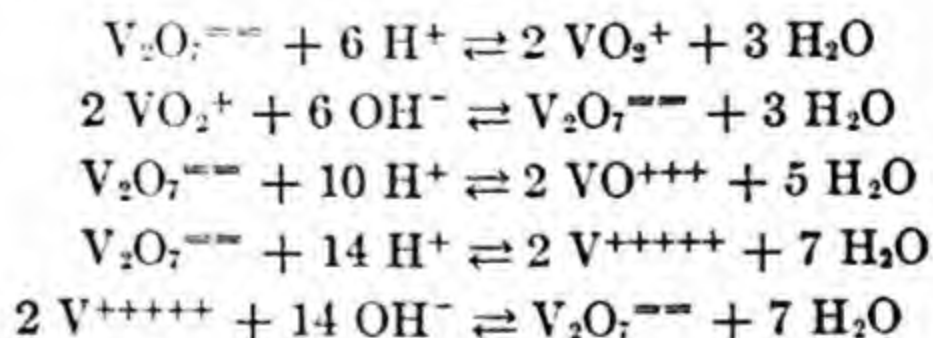 V₂O₇⁻⁻⁻⁻ + 6 H⁺ ⇌ 2 VO₂⁺ + 3 H₂O
2 VO₂⁺ + 6 OH⁻ ⇌ V₂O₇⁻⁻⁻⁻ + 3 H₂O
V₂O₇⁻⁻⁻⁻ + 10 H⁺ ⇌ 2 VO⁺⁺⁺ + 5 H₂O
V₂O₇⁻⁻⁻⁻ + 14 H⁺ ⇌ 2 V⁺⁺⁺⁺⁺ + 7 H₂O
2 V⁺⁺⁺⁺⁺ + 14 OH⁻ ⇌ V₂O₇⁻⁻⁻⁻ + 7 H₂O